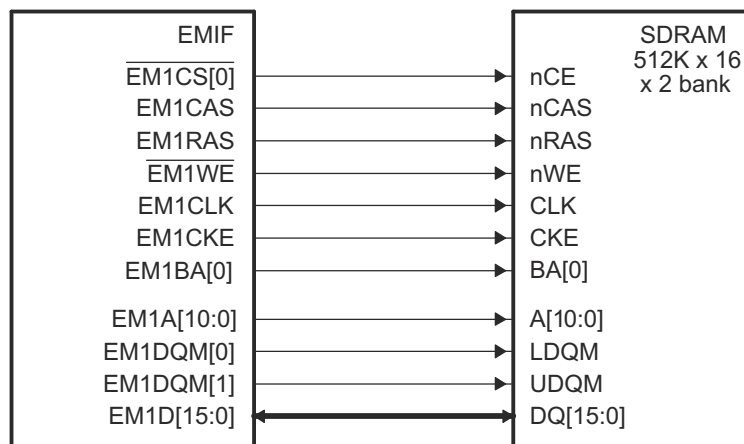 EMIF
EM1CS[0]
EM1CAS
EM1RAS
EM1WE
EM1CLK
EM1CKE
EM1BA[0]
EM1A[10:0]
EM1DQM[0]
EM1DQM[1]
EM1D[15:0]
SDRAM
512K x 16
x 2 bank
nCE
nCAS
nRAS
nWE
CLK
CKE
BA[0]
A[10:0]
LDQM
UDQM
DQ[15:0]